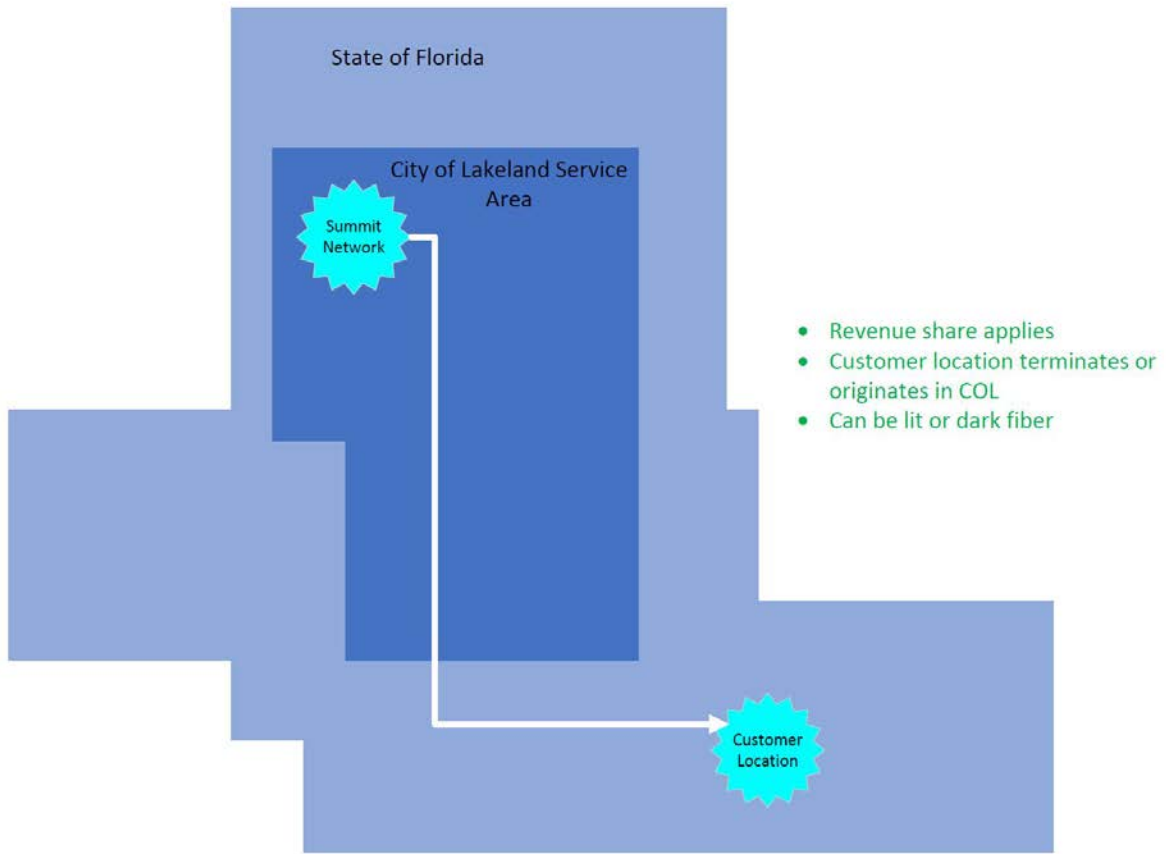 State of Florida
City of Lakeland Service
Area
Summit
Network
• Revenue share applies
• Customer location terminates or
originates in COL
• Can be lit or dark fiber
Customer
Location